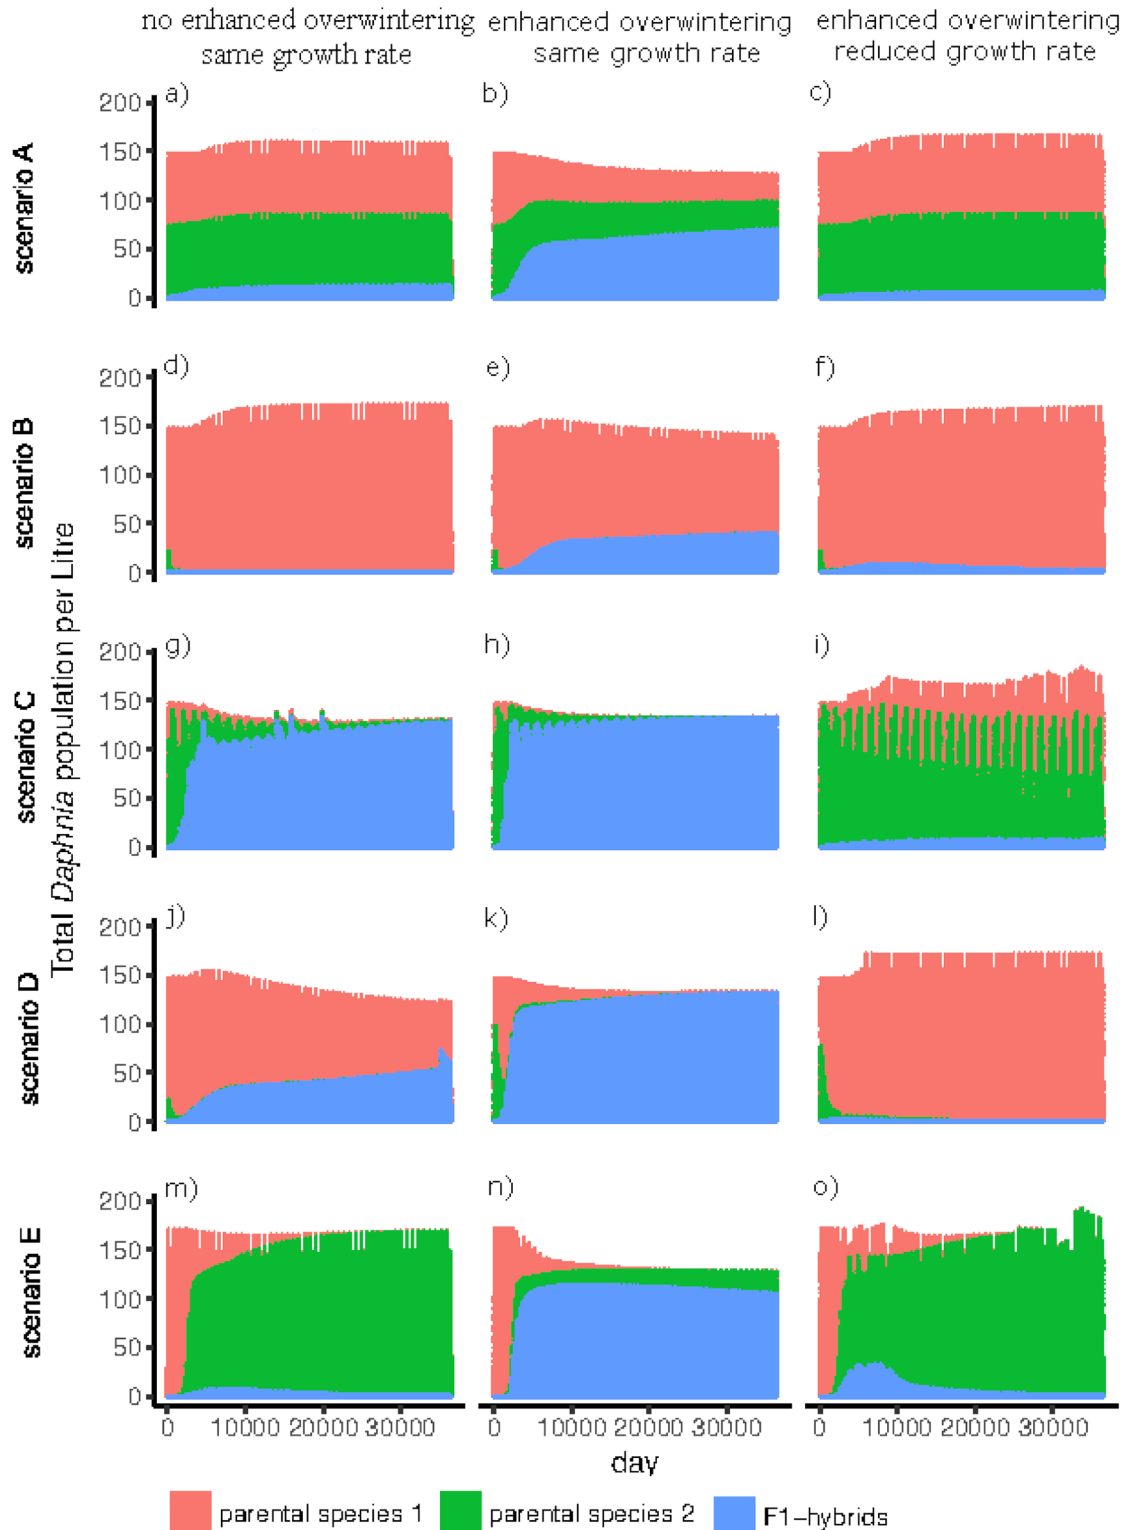 no enhanced overwintering
same growth rate
enhanced overwintering
same growth rate
enhanced overwintering
reduced growth rate
Total Daphnia population per Litre
scenario A
a)
b)
c)
200
150
100
50
0
scenario B
d)
e)
f)
200
150
100
50
0
scenario C
g)
h)
i)
200
150
100
50
0
scenario D
j)
k)
l)
200
150
100
50
0
scenario E
m)
n)
o)
200
150
100
50
0
0 10000 20000 30000
0 10000 20000 30000
0 10000 20000 30000
day
parental species 1
parental species 2
F1-hybrids